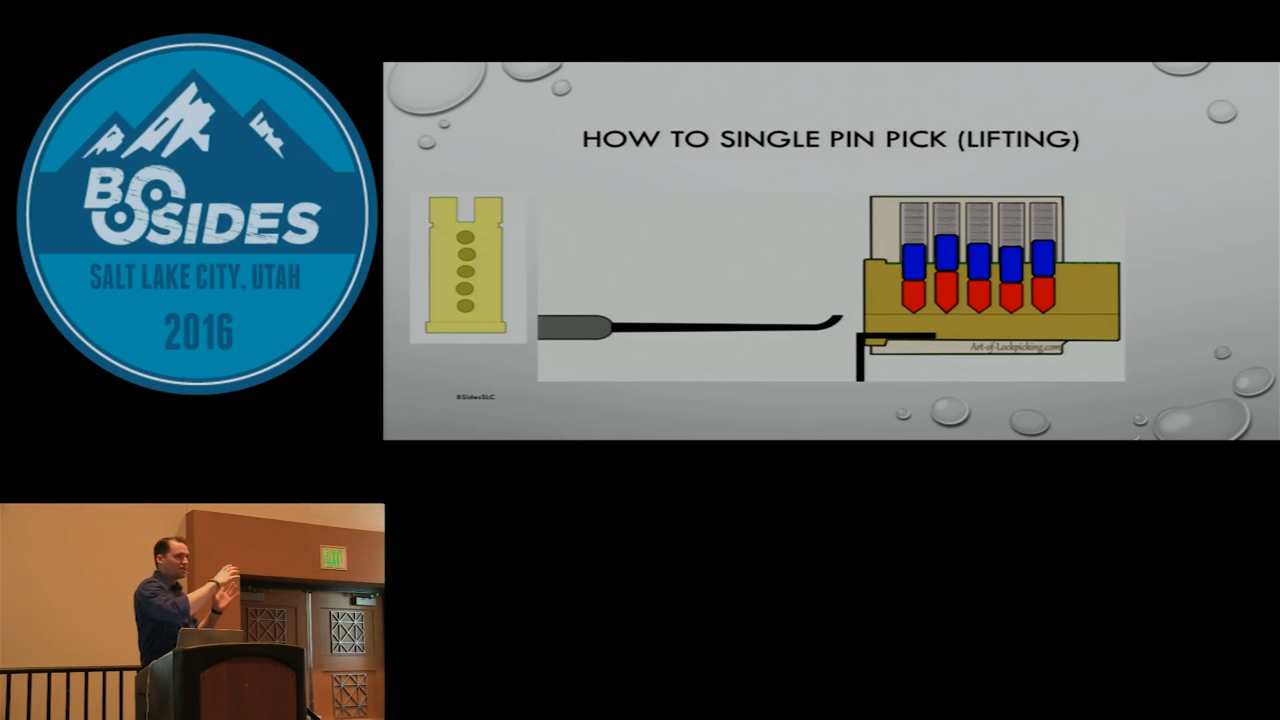 BSIDES
SALT LAKE CITY, UTAH
2016
HOW TO SINGLE PIN PICK (LIFTING)
Art-of-Lockpicking.com
BSidesSLC
EXIT